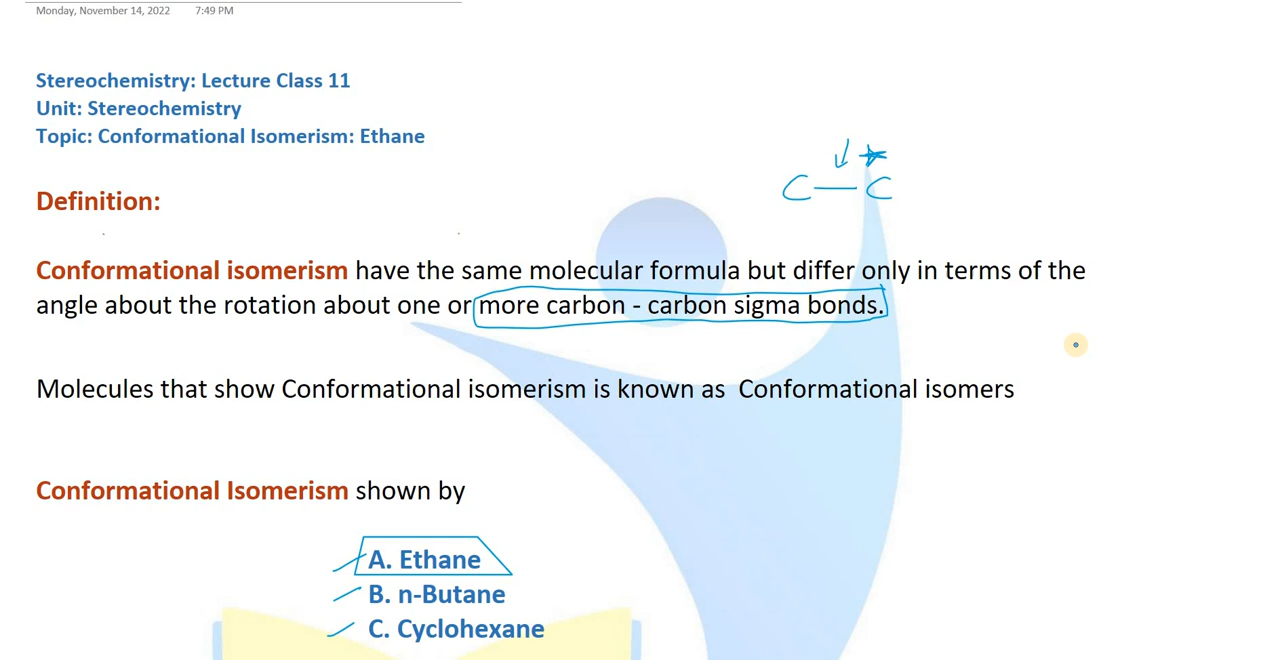 Monday, November 14, 2022 7:49 PM
Stereochemistry: Lecture Class 11
Unit: Stereochemistry
Topic: Conformational Isomerism: Ethane
C — C
Definition:
Conformational isomerism have the same molecular formula but differ only in terms of the
angle about the rotation about one or more carbon - carbon sigma bonds.
Molecules that show Conformational isomerism is known as Conformational isomers
Conformational Isomerism shown by
A. Ethane
B. n-Butane
C. Cyclohexane